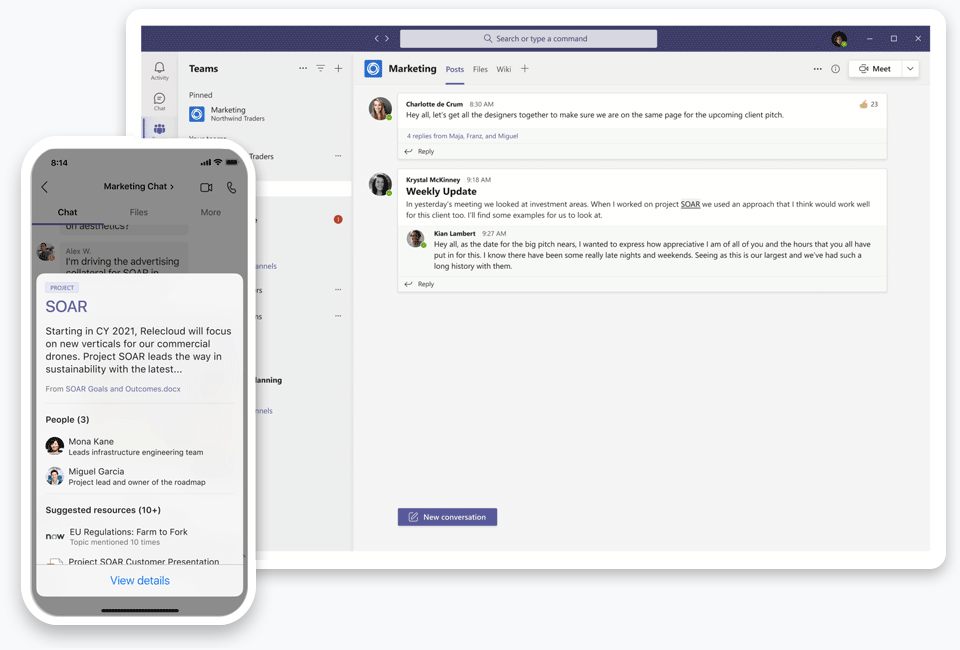 Search or type a command
Activity
Chat
Teams
Pinned
Marketing
Northwind Traders
Traders
annels
lanning
Marketing
Posts
Files
Wiki
Meet
Charlotte de Crum 8:30 AM
23
Hey all, let's get all the designers together to make sure we are on the same page for the upcoming client pitch.
4 replies from Maja, Franz, and Miguel
Reply
Krystal McKinney 9:18 AM
Weekly Update
In yesterday's meeting we looked at investment areas. When I worked on project SOAR we used an approach that I think would work well
for this client too. I'll find some examples for us to look at.
Kian Lambert 9:27 AM
Hey all, as the date for the big pitch nears, I wanted to express how appreciative I am of all of you and the hours that you all have
put in for this. I know there have been some really late nights and weekends. Seeing as this is our largest and we've had such a
long history with them.
Reply
New conversation
8:14
Marketing Chat
Chat
Files
More
on aesthetics?
Alex W.
I'm driving the advertising
collateral for SOAR in
PROJECT
SOAR
Starting in CY 2021, Relecloud will focus
on new verticals for our commercial
drones. Project SOAR leads the way in
sustainability with the latest...
From SOAR Goals and Outcomes.docx
People (3)
Mona Kane
Leads infrastructure engineering team
Miguel Garcia
Project lead and owner of the roadmap
Suggested resources (10+)
now
EU Regulations: Farm to Fork
Topic mentioned 10 times
Project SOAR Customer Presentation
View details